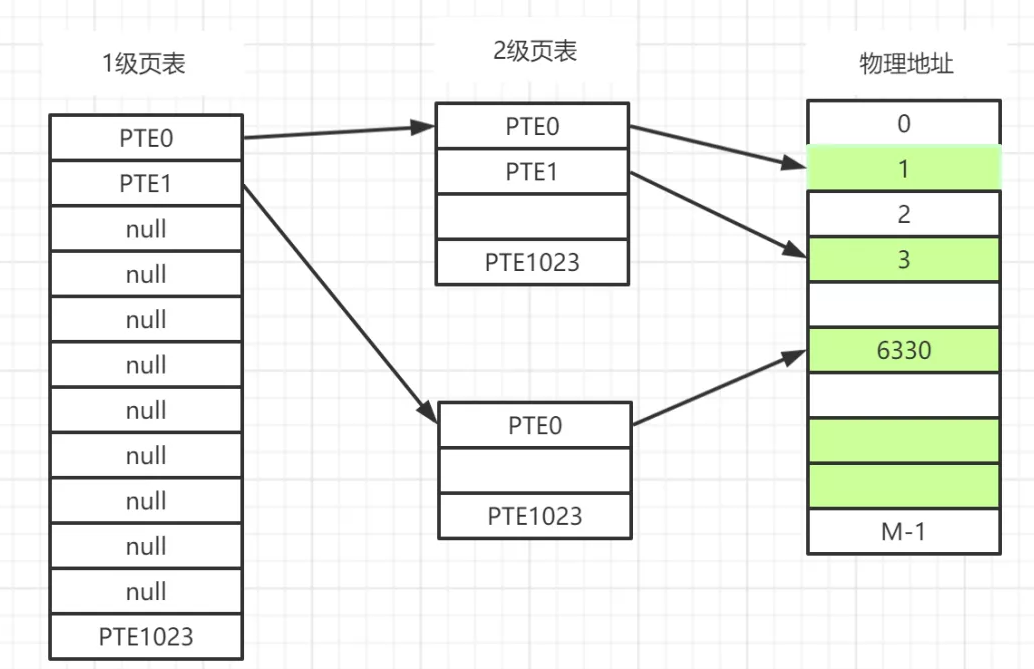 1级页表
PTE0
PTE1
null
null
null
null
null
null
null
null
null
PTE1023
2级页表
PTE0
PTE1
PTE1023
PTE0
PTE1023
物理地址
0
1
2
3
6330
M-1